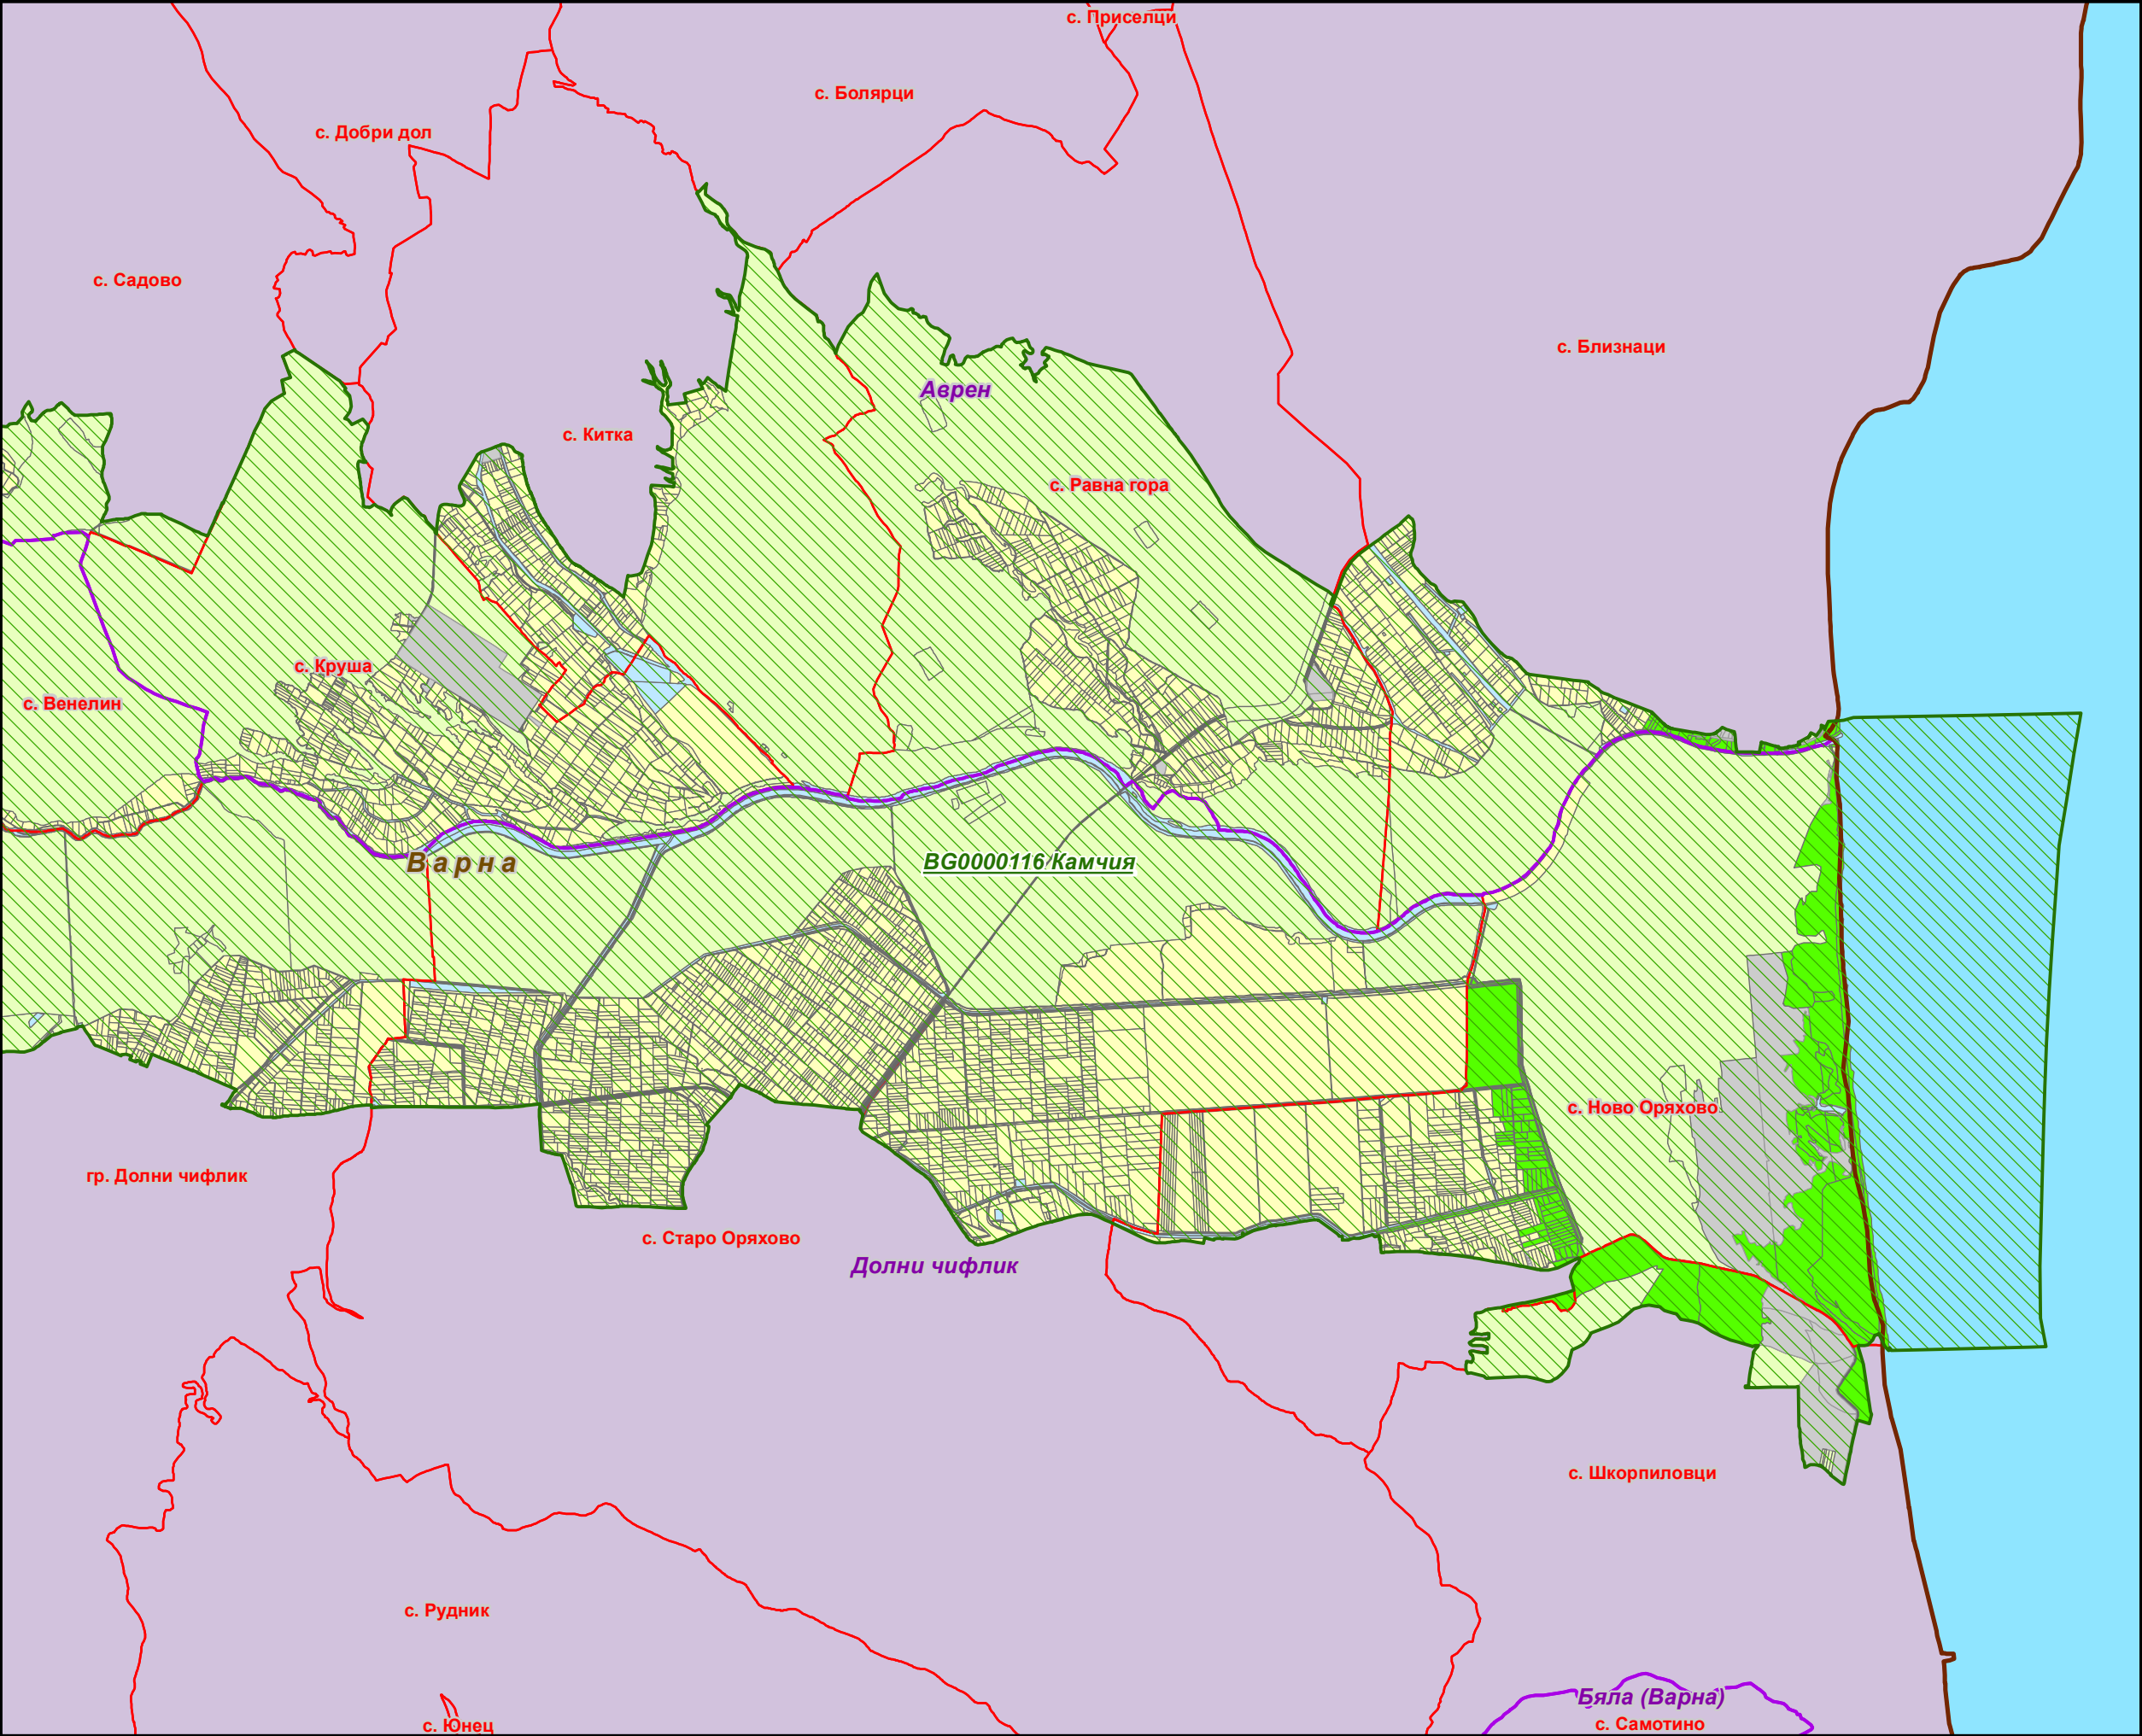 с. Приселци
с. Болярци
с. Добри дол
с. Садово
с. Близнаци
Аврен
с. Китка
с. Равна гора
с. Круша
с. Венелин
Варна
BG0000116 Камчия
с. Ново Оряхово
гр. Долни чифлик
с. Старо Оряхово
Долни чифлик
с. Шкорпиловци
с. Рудник
Бяла (Варна)
с. Юнец
с. Самотино